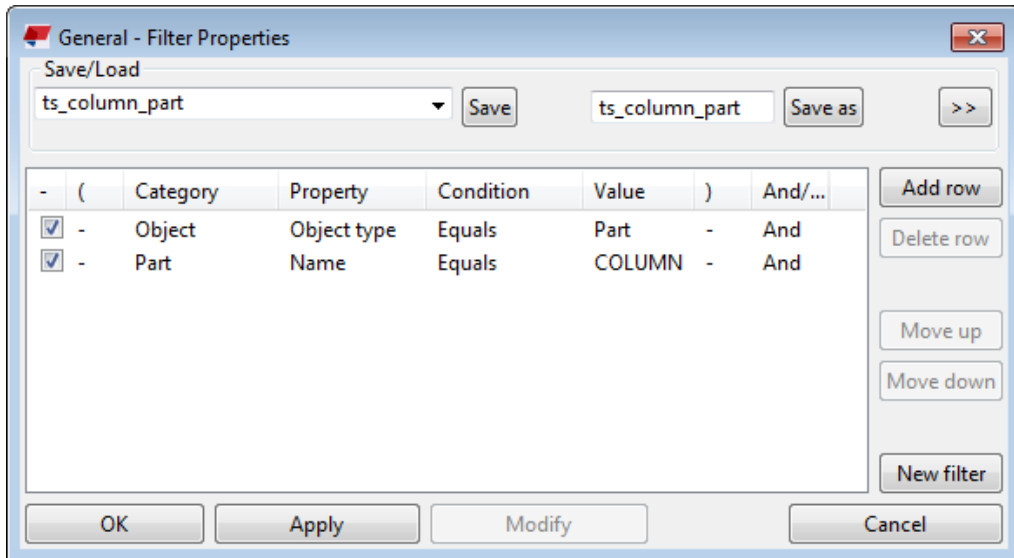 General - Filter Properties
Save/Load
ts_column_part Save ts_column_part Save as >>
- ( Category Property Condition Value ) And/... Add row
- Object Object type Equals Part - And Delete row
- Part Name Equals COLUMN - And
Move up
Move down
New filter
OK Apply Modify Cancel